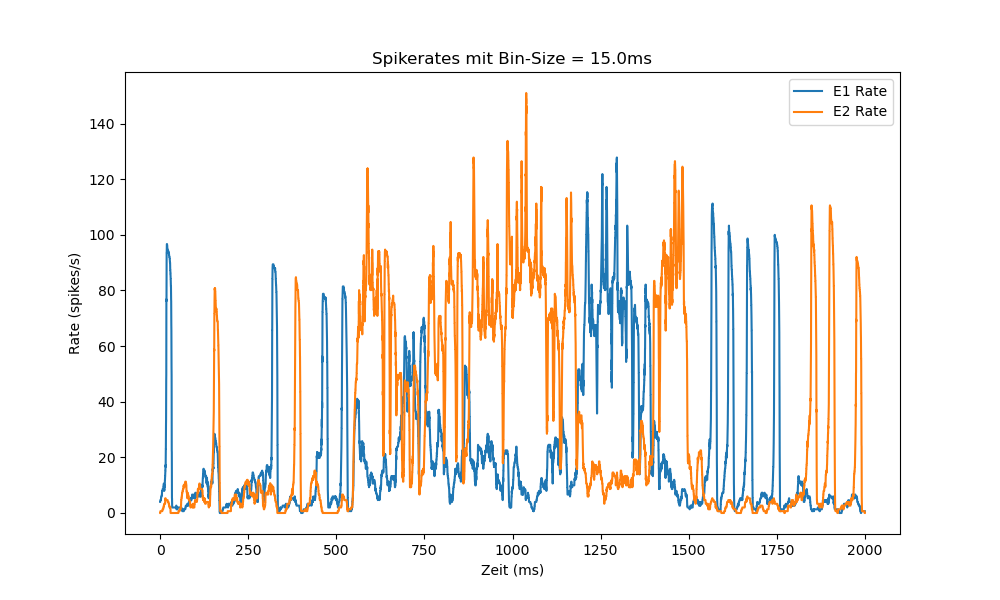 Spikerates mit Bin-Size = 15.0ms
E1 Rate
E2 Rate
140
120
100
80
60
40
20
0
Rate (spikes/s)
0 250 500 750 1000 1250 1500 1750 2000
Zeit (ms)